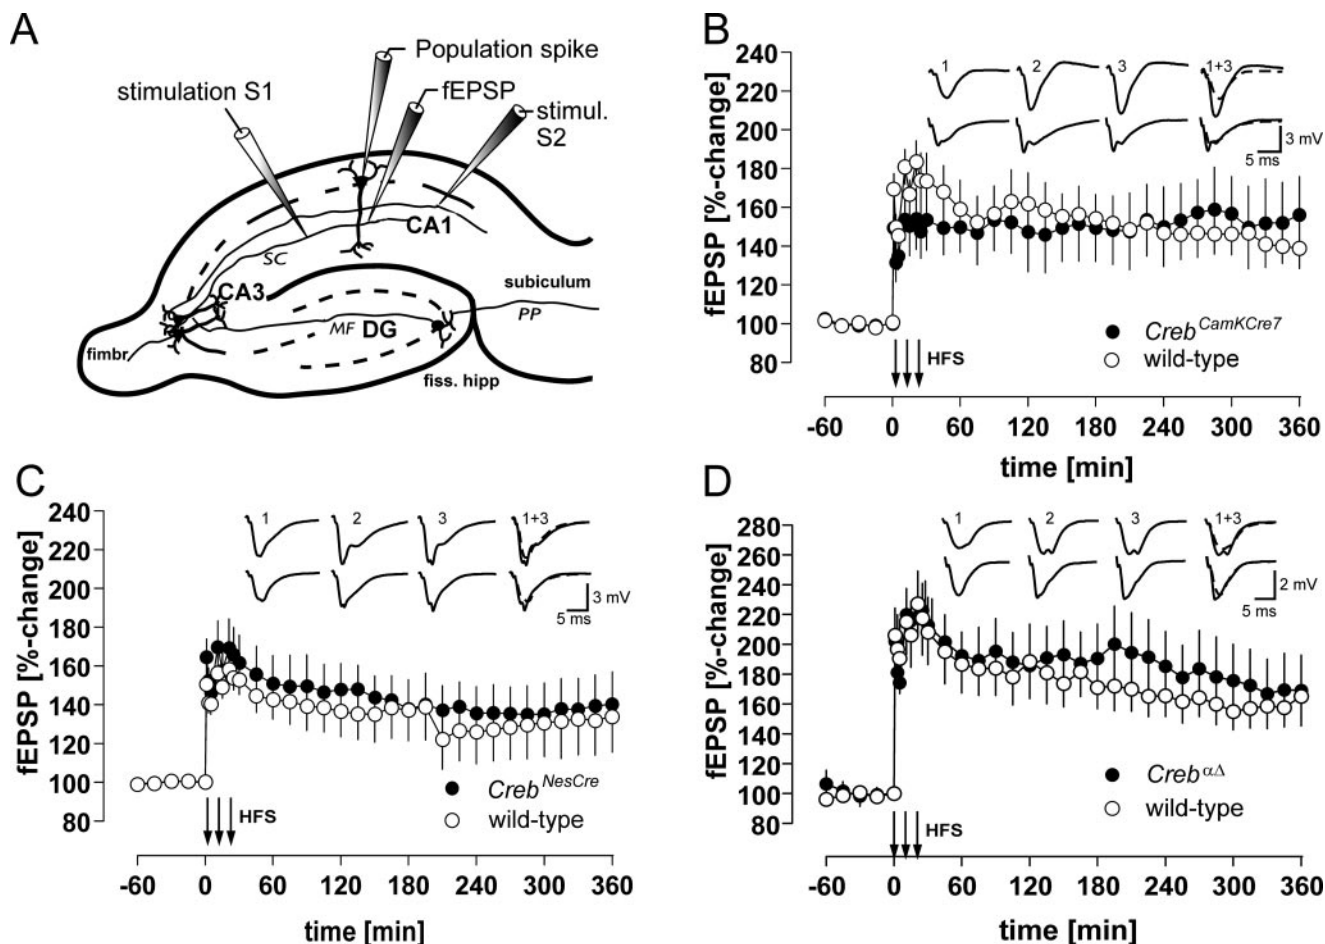 A
Population spike
stimulation S1
fEPSP
stimul.
S2
CA1
SC
CA3
subiculum
MF DG
PP
fimbr.
fiss. hipp
B
fEPSP [%-change]
240
220
200
180
160
140
120
100
80
1 2 3 1+3
3 mV
5 ms
Creb CamKCre7
wild-type
HFS
-60 0 60 120 180 240 300 360
time [min]
C
fEPSP [%-change]
240
220
200
180
160
140
120
100
80
1 2 3 1+3
3 mV
5 ms
Creb NesCre
wild-type
HFS
-60 0 60 120 180 240 300 360
time [min]
D
fEPSP [%-change]
280
260
240
220
200
180
160
140
120
100
80
1 2 3 1+3
2 mV
5 ms
Creb αΔ
wild-type
HFS
-60 0 60 120 180 240 300 360
time [min]